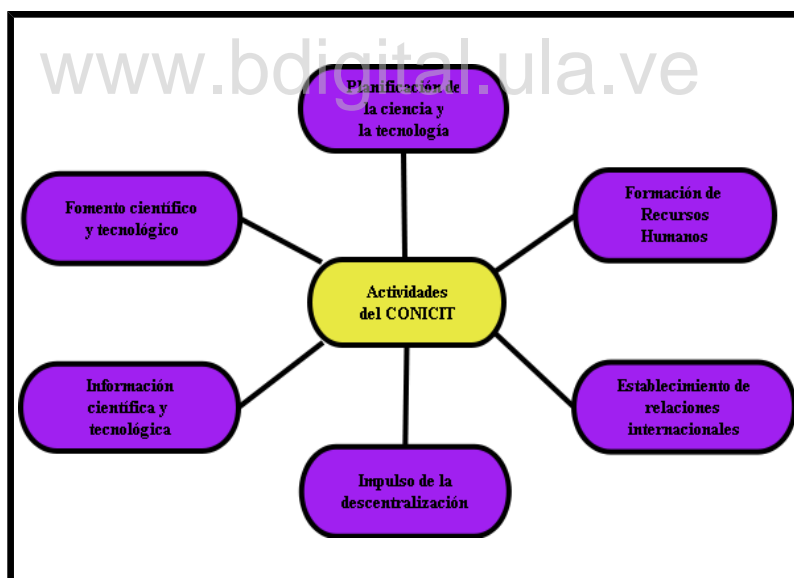 www.bdigital.ula.ve
Planificación de
la ciencia y
la tecnología
Fomento científico
y tecnológico
Formación de
Recursos
Humanos
Actividades
del CONICIT
Información
científica y
tecnológica
Establecimiento de
relaciones
internacionales
Impulso de la
descentralización